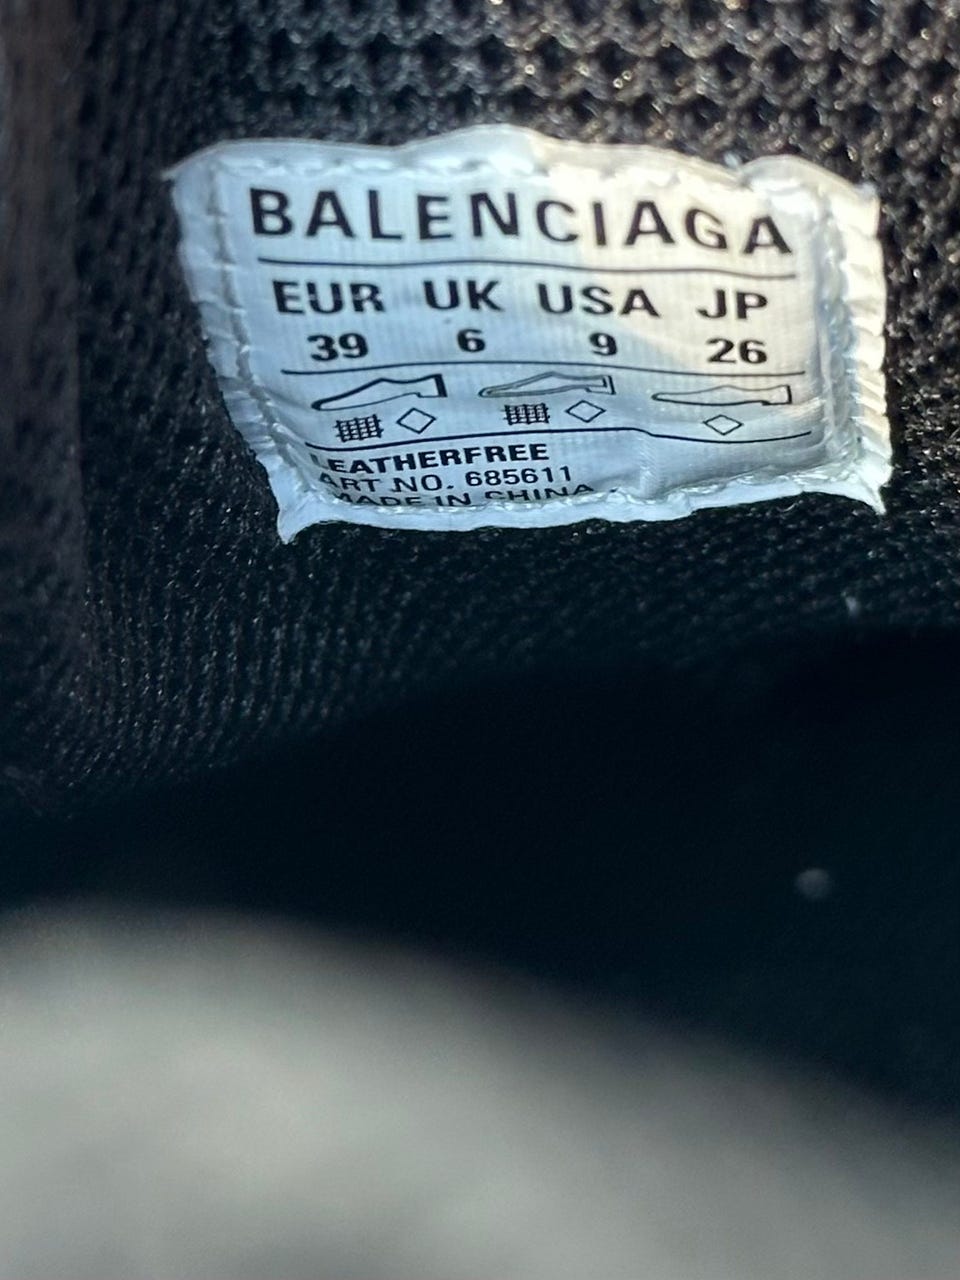 BALENCIAGA
EUR UK USA JP
39 6 9 26
LEATHERFREE
ART NO. 685611
MADE IN CHINA